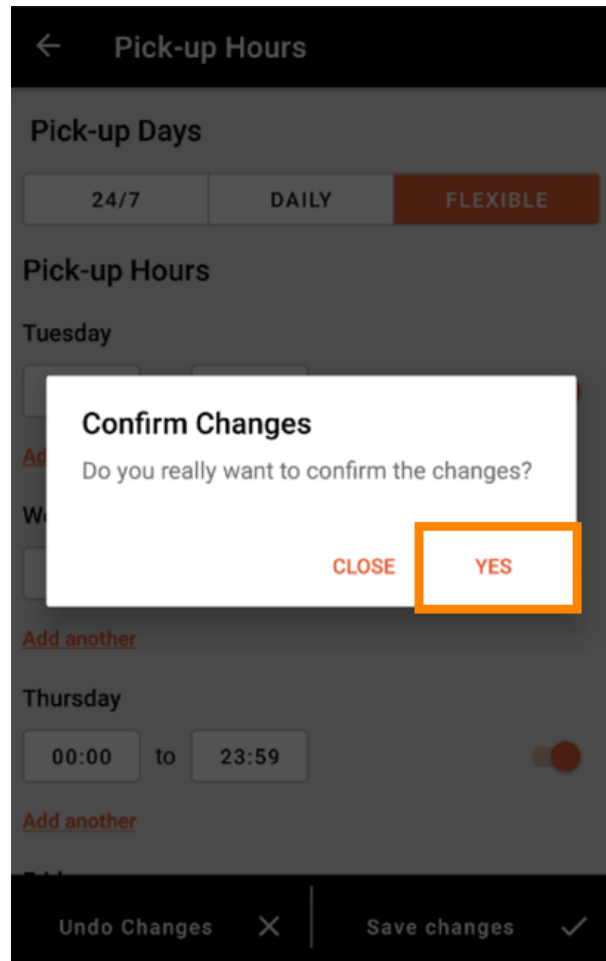 Pick-up Hours
Pick-up Days
24/7 DAILY FLEXIBLE
Pick-up Hours
Tuesday
Confirm Changes
Do you really want to confirm the changes?
CLOSE YES
Add another
Thursday
00:00 to 23:59
Add another
Undo Changes Save changes